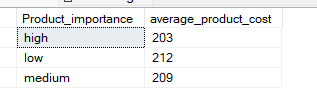 Product_importance average_product_cost
high 203
low 212
medium 209